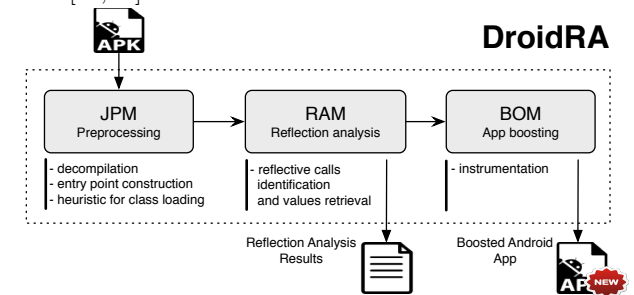 APK
DroidRA
JPM
Preprocessing
RAM
Reflection analysis
BOM
App boosting
- decompilation
- entry point construction
- heuristic for class loading
- reflective calls
identification
and values retrieval
- instrumentation
Reflection Analysis
Results
Boosted Android
App
AP
NEW